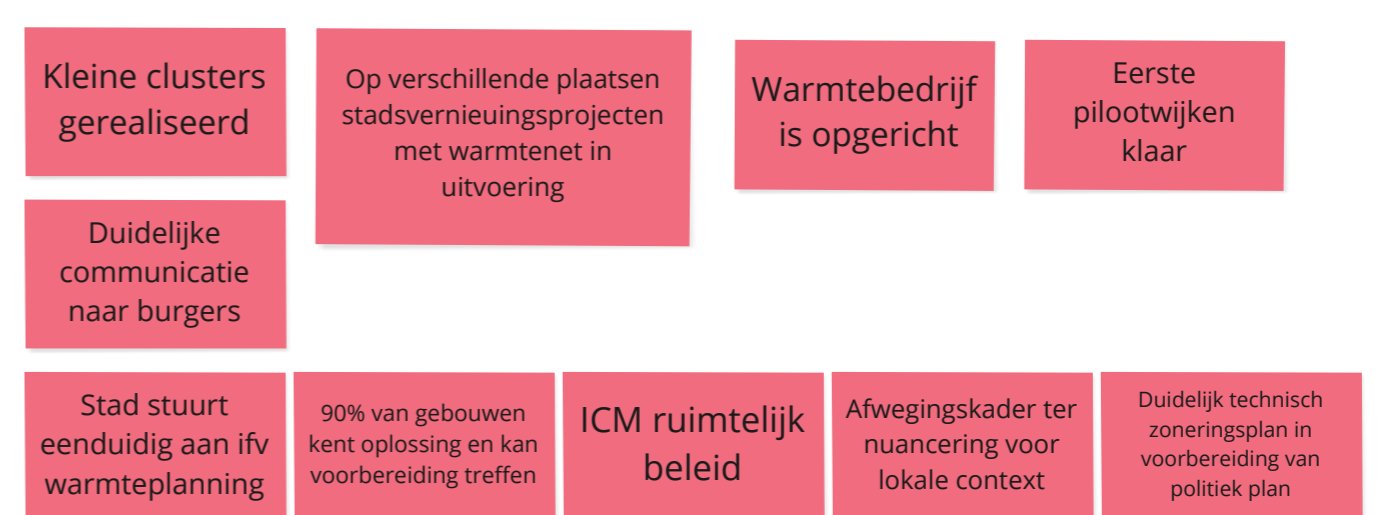 Kleine clusters
gerealiseerd
Op verschillende plaatsen
stadsvernieuingsprojecten
met warmtenet in
uitvoering
Warmtebedrijf
is opgericht
Eerste
pilootwijken
klaar
Duidelijke
communicatie
naar burgers
Stad stuurt
eenduidig aan ifv
warmteplanning
90% van gebouwen
kent oplossing en kan
voorbereiding treffen
ICM ruimtelijk
beleid
Afwegingskader ter
nuancering voor
lokale context
Duidelijk technisch
zoneringsplan in
voorbereiding van
politiek plan